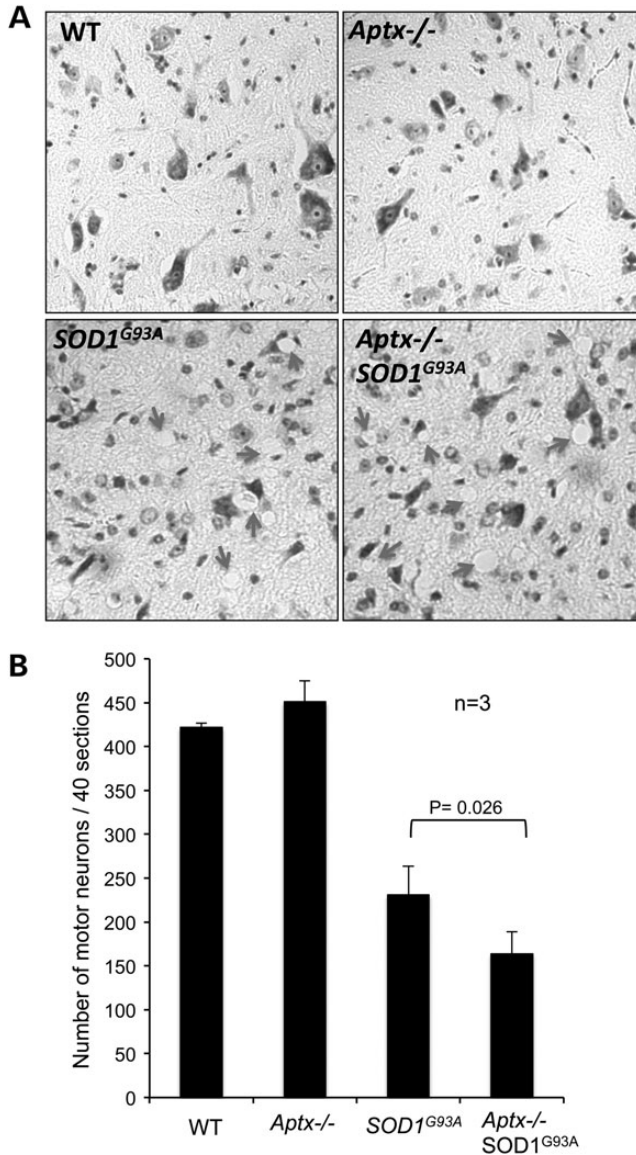 A
WT
Aptx-/-
SOD1G93A
Aptx-/-
SOD1G93A
B
Number of motor neurons / 40 sections
500
450
400
350
300
250
200
150
100
50
0
n=3
P= 0.026
WT
Aptx-/-
SOD1G93A
Aptx-/-
SOD1G93A